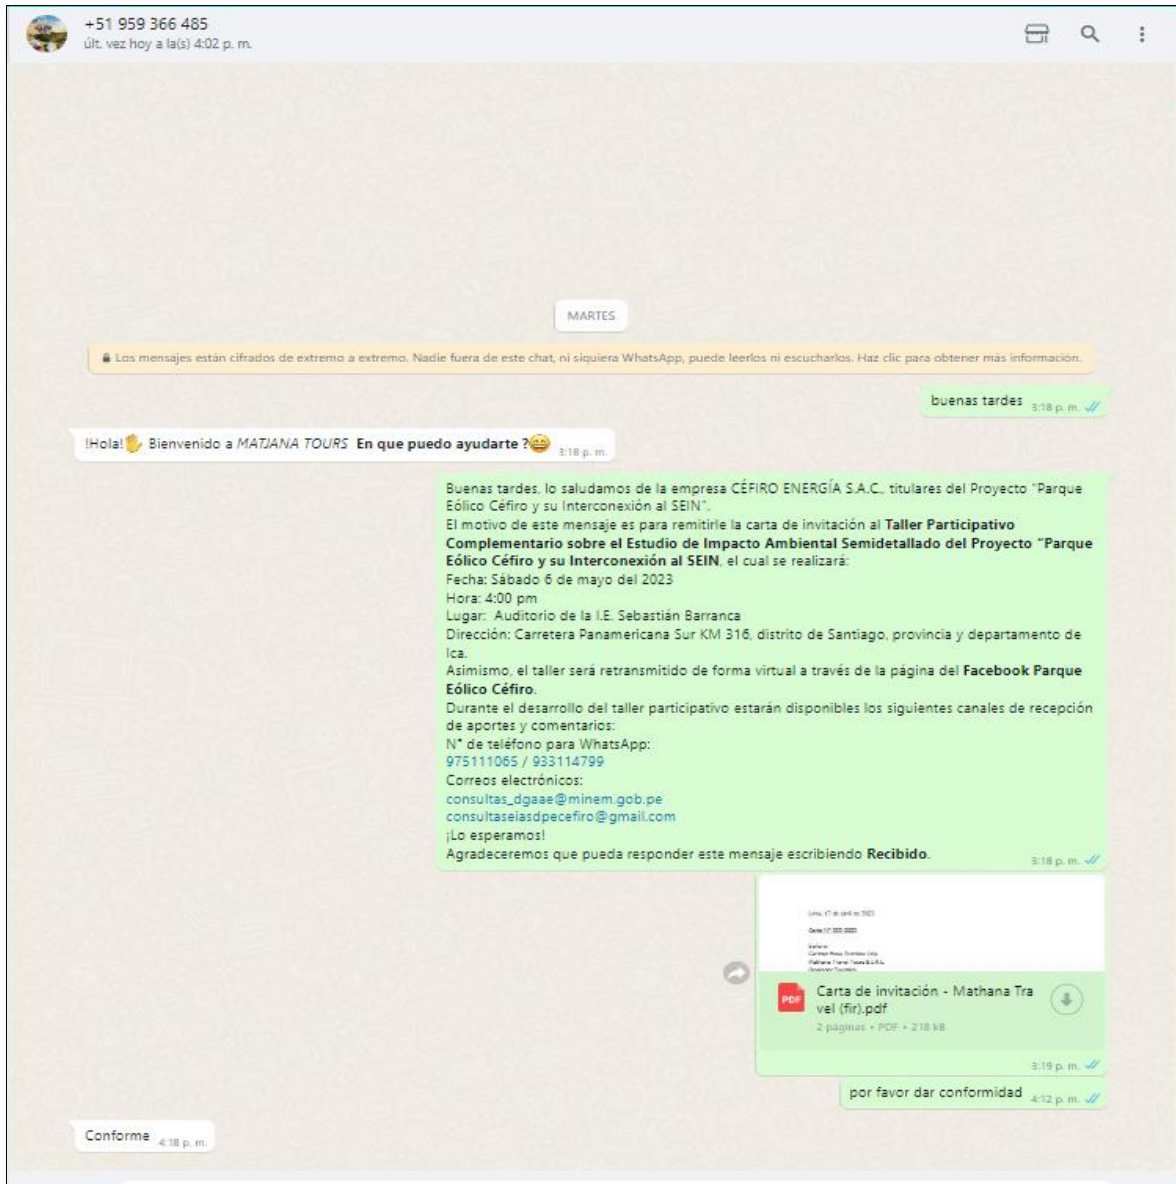 +51 959 366 485
últ. vez hoy a la(s) 4:02 p. m.
MARTES
Los mensajes están cifrados de extremo a extremo. Nadie fuera de este chat, ni siquiera WhatsApp, puede leerlos ni escucharlos. Haz clic para obtener más información.
buenas tardes 3:18 p. m.
!Hola!✋ Bienvenido a MATJANA TOURS En que puedo ayudarte ?😄 3:18 p. m.
Buenas tardes, lo saludamos de la empresa CÉFIRO ENERGÍA S.A.C., titulares del Proyecto "Parque
Eólico Céfiro y su Interconexión al SEIN".
El motivo de este mensaje es para remitirle la carta de invitación al Taller Participativo
Complementario sobre el Estudio de Impacto Ambiental Semidetallado del Proyecto "Parque
Eólico Céfiro y su Interconexión al SEIN, el cual se realizará:
Fecha: Sábado 6 de mayo del 2023
Hora: 4:00 pm
Lugar: Auditorio de la I.E. Sebastián Barranca
Dirección: Carretera Panamericana Sur KM 316, distrito de Santiago, provincia y departamento de
Ica.
Asimismo, el taller será retransmitido de forma virtual a través de la página del Facebook Parque
Eólico Céfiro.
Durante el desarrollo del taller participativo estarán disponibles los siguientes canales de recepción
de aportes y comentarios:
N° de teléfono para WhatsApp:
975111065 / 933114799
Correos electrónicos:
consultas_dgaae@minem.gob.pe
consultaseiasdpecefiro@gmail.com
¡Lo esperamos!
Agradeceremos que pueda responder este mensaje escribiendo Recibido. 3:18 p. m.
PDF
Carta de invitación - Mathana Tra
vel (fir).pdf
2 páginas • PDF • 218 kB
3:19 p. m.
por favor dar conformidad 4:12 p. m.
Conforme 4:18 p. m.